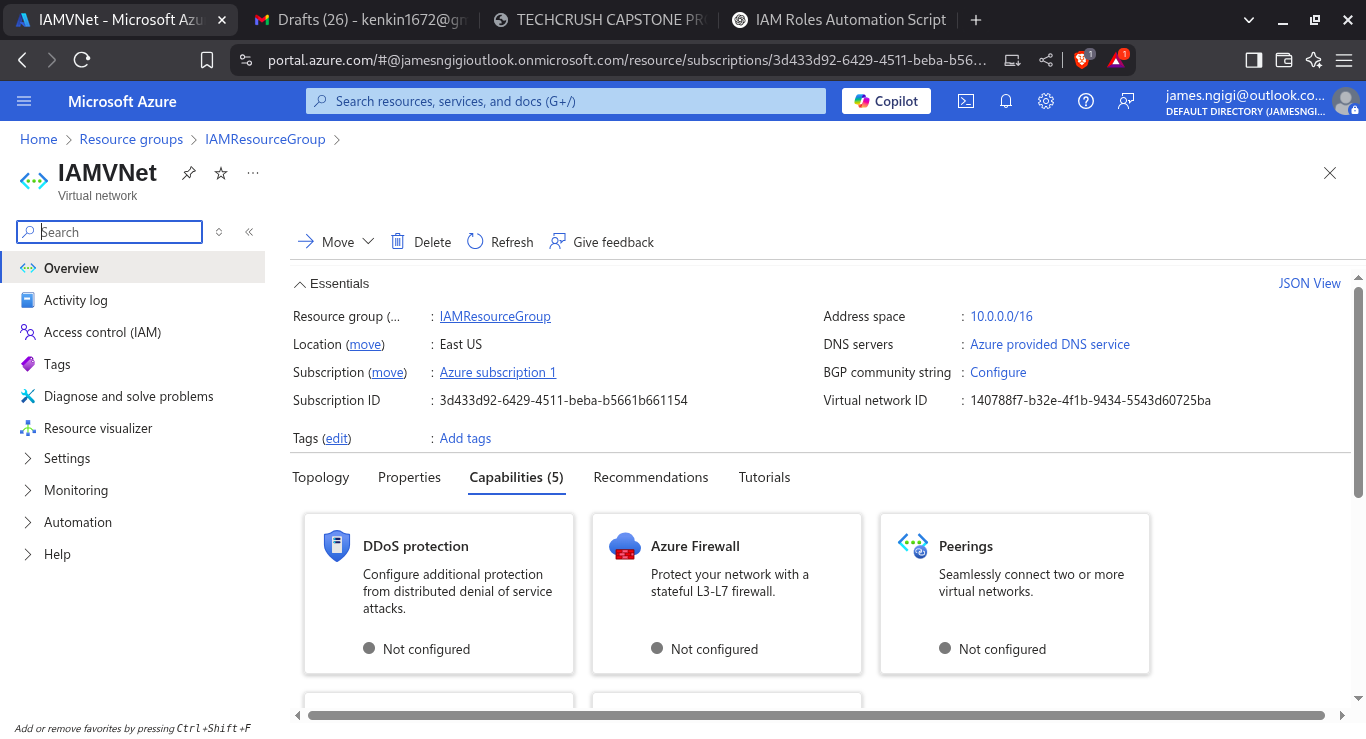 IAMVNet - Microsoft Azu
Drafts (26) - kenkin1672@gm
TECHCRUSH CAPSTONE PRO
IAM Roles Automation Script
portal.azure.com/#@jamesngigioutlook.onmicrosoft.com/resource/subscriptions/3d433d92-6429-4511-beba-b56…
1
1
Microsoft Azure
Search resources, services, and docs (G+/)
Copilot
james.ngigi@outlook.co...
DEFAULT DIRECTORY (JAMESNGI...
Home > Resource groups > IAMResourceGroup >
IAMVNet
Virtual network
Search
Overview
Activity log
Access control (IAM)
Tags
Diagnose and solve problems
Resource visualizer
Settings
Monitoring
Automation
Help
Add or remove favorites by pressing Ctrl+Shift+F
Move
Delete
Refresh
Give feedback
Essentials
JSON View
Resource group (... : IAMResourceGroup
Location (move) : East US
Subscription (move) : Azure subscription 1
Subscription ID : 3d433d92-6429-4511-beba-b5661b661154
Address space : 10.0.0.0/16
DNS servers : Azure provided DNS service
BGP community string : Configure
Virtual network ID : 140788f7-b32e-4f1b-9434-5543d60725ba
Tags (edit) : Add tags
Topology
Properties
Capabilities (5)
Recommendations
Tutorials
DDoS protection
Configure additional protection
from distributed denial of service
attacks.
Not configured
Azure Firewall
Protect your network with a
stateful L3-L7 firewall.
Not configured
Peerings
Seamlessly connect two or more
virtual networks.
Not configured